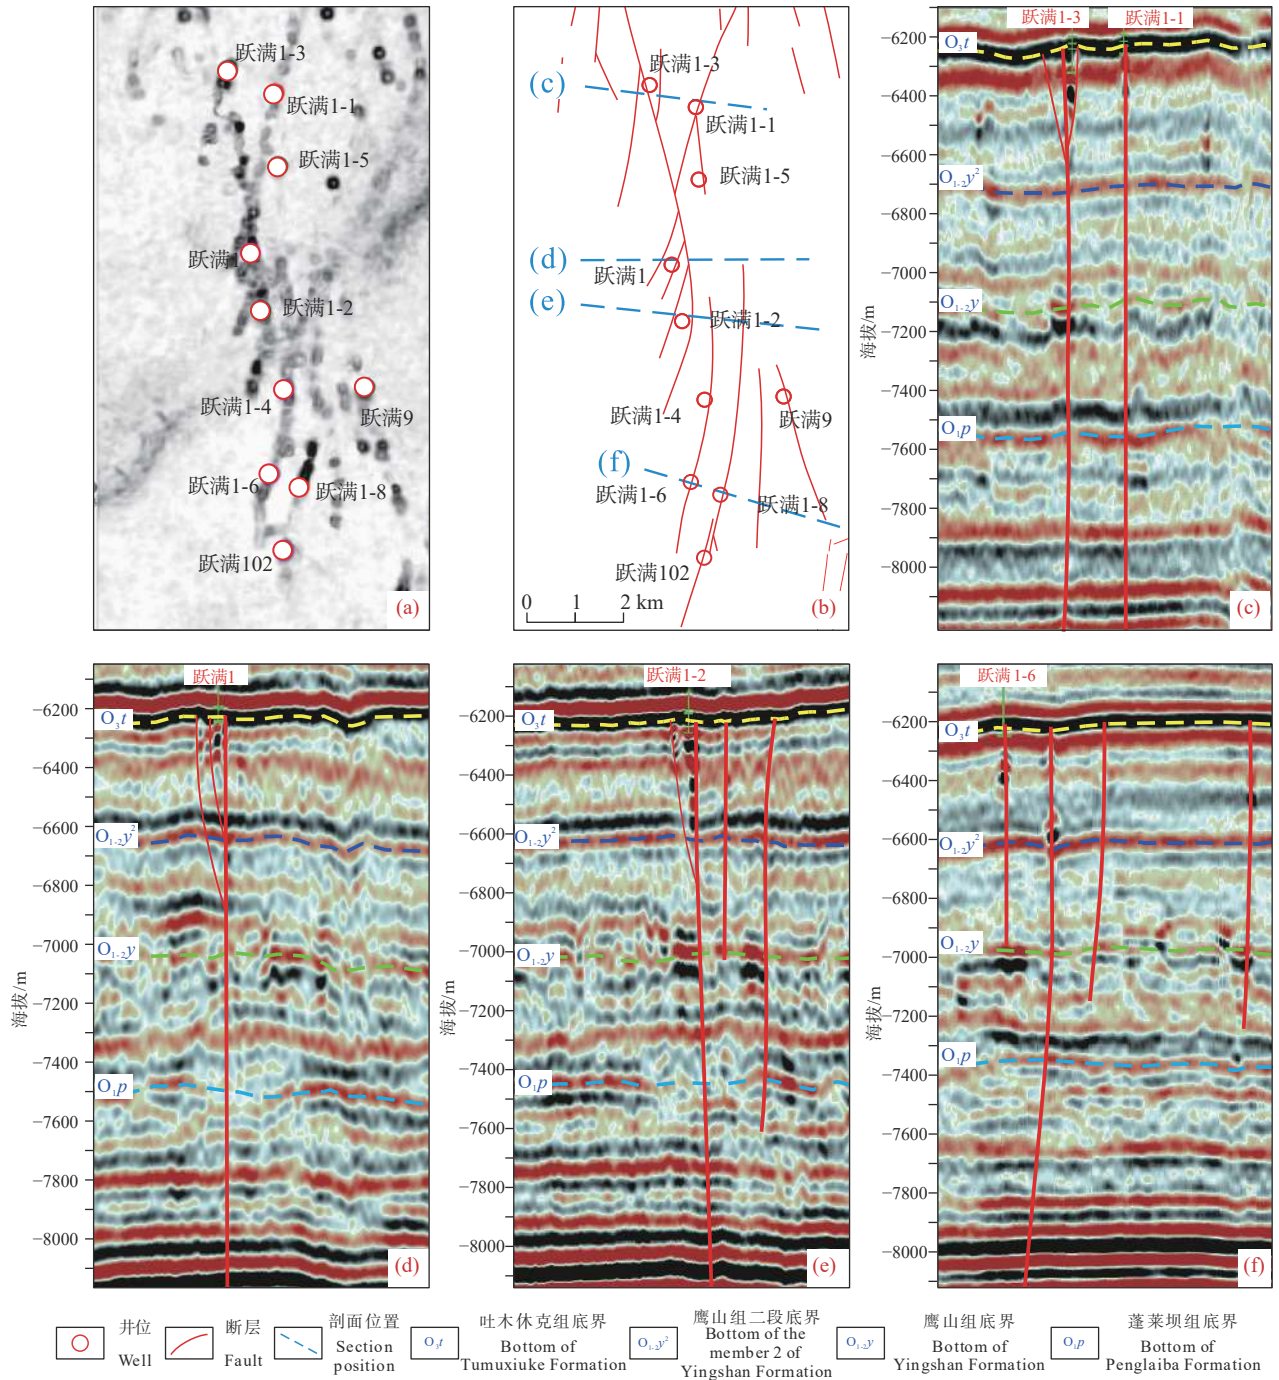 跃满1-3
跃满1-1
跃满1-5
跃满1
跃满1-2
跃满1-4
跃满9
跃满1-6
跃满1-8
跃满102
(a)
跃满1-3
(c)
跃满1-1
跃满1-5
(d)
跃满1
(e)
跃满1-2
跃满1-4
跃满9
(f)
跃满1-6
跃满1-8
跃满102
0 1 2 km
(b)
跃满1-3 跃满1-1
O₃t
−6200
−6400
−6600
O₁₋₂y²
−6800
−7000
O₁₋₂y
−7200
海拔/m
−7400
O₁p
−7600
−7800
−8000
(c)
跃满1
−6200
O₃t
−6400
−6600
O₁₋₂y²
−6800
−7000
O₁₋₂y
海拔/m
−7200
−7400
O₁p
−7600
−7800
−8000
(d)
跃满1-2
−6200
O₃t
−6400
−6600
O₁₋₂y²
−6800
−7000
O₁₋₂y
海拔/m
−7200
−7400
O₁p
−7600
−7800
−8000
(e)
跃满1-6
−6200
O₃t
−6400
−6600
O₁₋₂y²
−6800
O₁₋₂y
−7000
海拔/m
−7200
O₁p
−7400
−7600
−7800
−8000
(f)
井位
Well
断层
Fault
剖面位置
Section
position
O₃t
吐木休克组底界
Bottom of
Tumuxiuke Formation
O₁₋₂y²
鹰山组二段底界
Bottom of the
member 2 of
Yingshan Formation
O₁₋₂y
鹰山组底界
Bottom of
Yingshan Formation
O₁p
蓬莱坝组底界
Bottom of
Penglaiba Formation